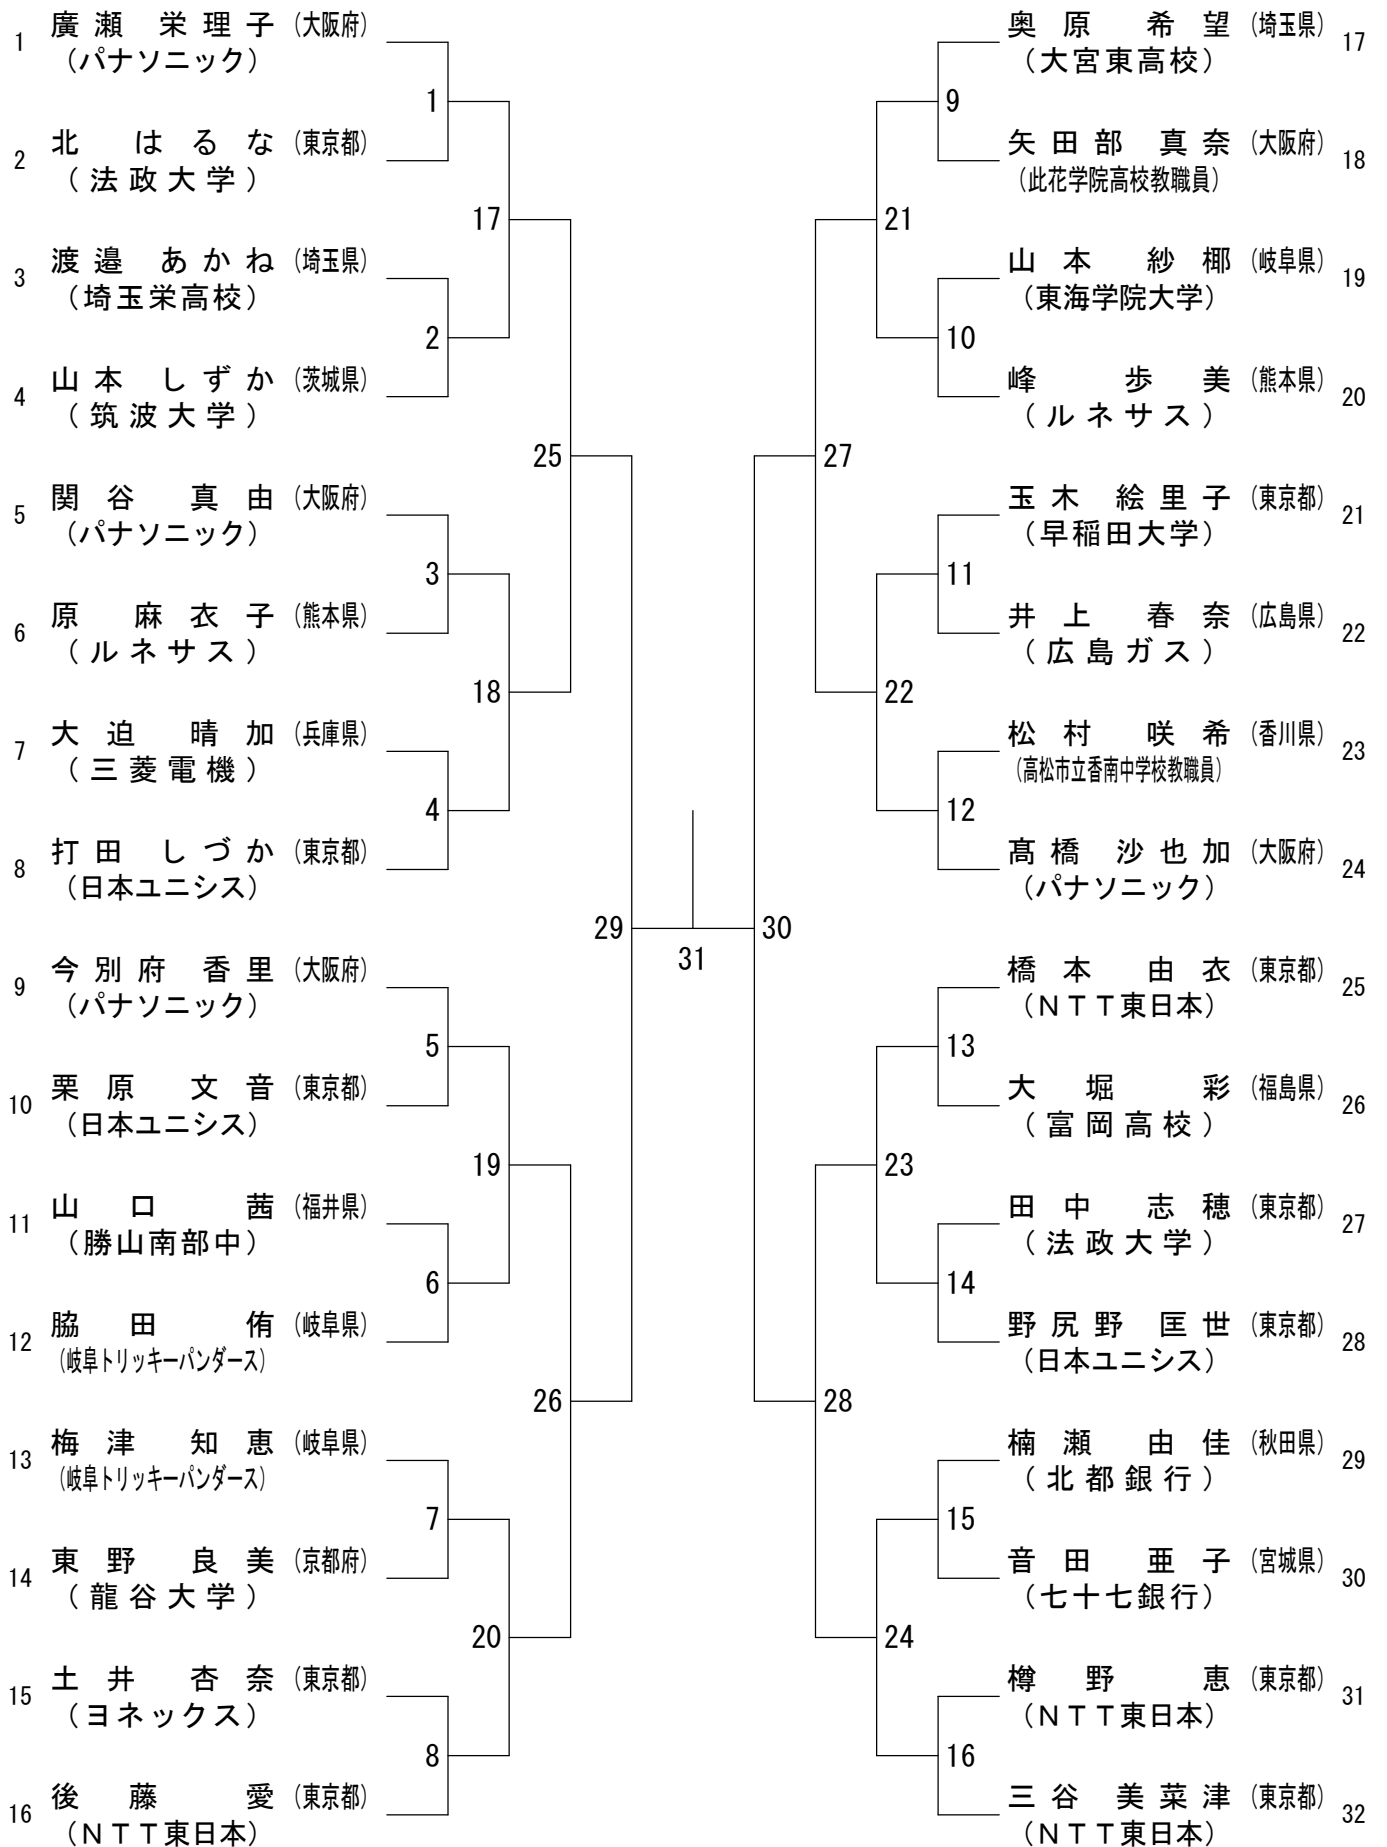 1 廣瀬 栄理子 (大阪府)
(パナソニック)
1
2 北 はるな (東京都)
(法政大学)
17
3 渡邉 あかね (埼玉県)
(埼玉栄高校)
2
4 山本 しずか (茨城県)
(筑波大学)
25
5 関谷 真由 (大阪府)
(パナソニック)
3
6 原 麻衣子 (熊本県)
(ルネサス)
18
7 大迫 晴加 (兵庫県)
(三菱電機)
4
8 打田 しづか (東京都)
(日本ユニシス)
29
9 今別府 香里 (大阪府)
(パナソニック)
5
10 栗原 文音 (東京都)
(日本ユニシス)
19
11 山口 茜 (福井県)
(勝山南部中)
6
12 脇田 侑 (岐阜県)
(岐阜トリッキーパンダース)
26
13 梅津 知恵 (岐阜県)
(岐阜トリッキーパンダース)
7
14 東野 良美 (京都府)
(龍谷大学)
20
15 土井 杏奈 (東京都)
(ヨネックス)
8
16 後藤 愛 (東京都)
(NTT東日本)
31
奥原 希望 (埼玉県) 17
(大宮東高校)
9
矢田部 真奈 (大阪府) 18
(此花学院高校教職員)
21
山本 紗椰 (岐阜県) 19
(東海学院大学)
10
峰 歩美 (熊本県) 20
(ルネサス)
27
玉木 絵里子 (東京都) 21
(早稲田大学)
11
井上 春奈 (広島県) 22
(広島ガス)
22
松村 咲希 (香川県) 23
(高松市立香南中学校教職員)
12
髙橋 沙也加 (大阪府) 24
(パナソニック)
30
橋本 由衣 (東京都) 25
(NTT東日本)
13
大堀 彩 (福島県) 26
(富岡高校)
23
田中 志穂 (東京都) 27
(法政大学)
14
野尻野 匡世 (東京都) 28
(日本ユニシス)
28
楠瀬 由佳 (秋田県) 29
(北都銀行)
15
音田 亜子 (宮城県) 30
(七十七銀行)
24
樽野 恵 (東京都) 31
(NTT東日本)
16
三谷 美菜津 (東京都) 32
(NTT東日本)